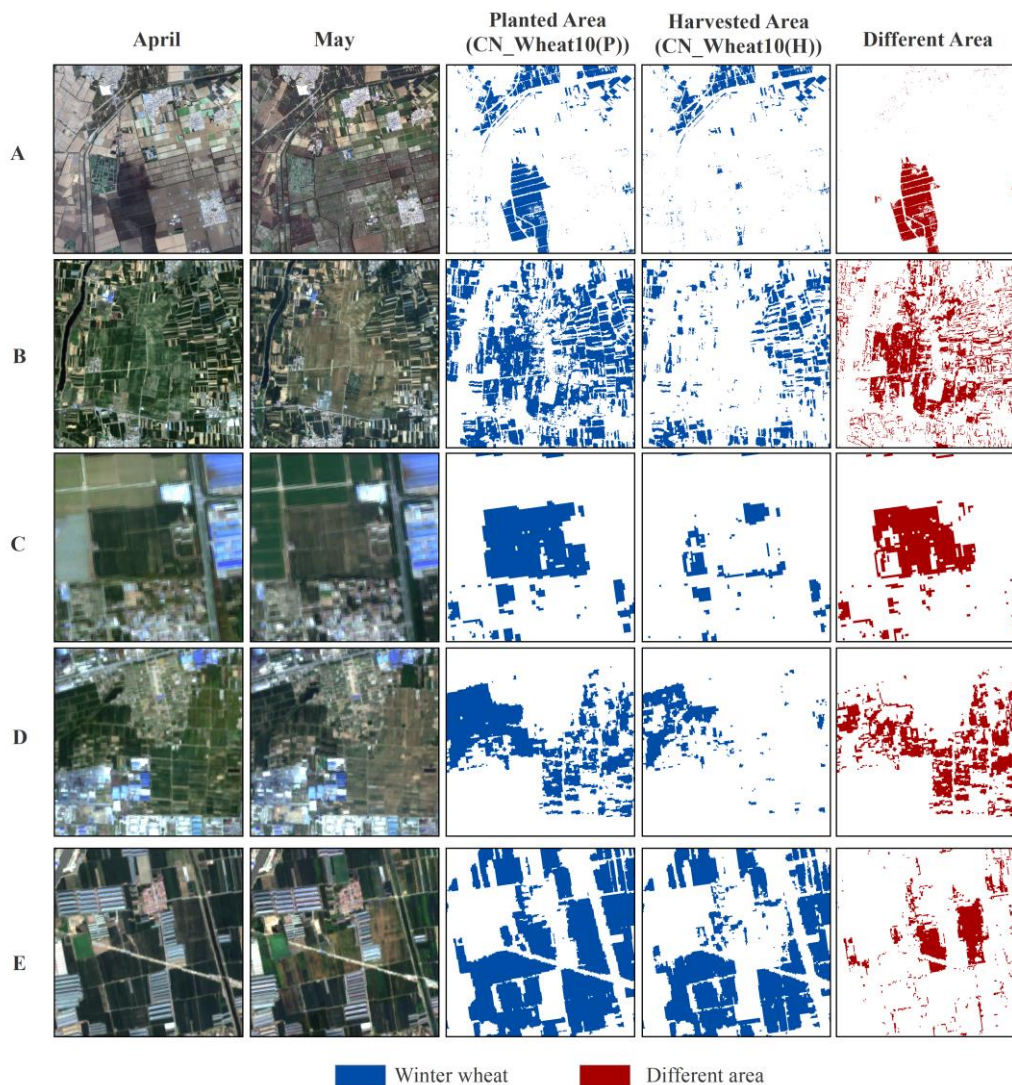 April
May
Planted Area
(CN_Wheat10(P))
Harvested Area
(CN_Wheat10(H))
Different Area
A
B
C
D
E
Winter wheat
Different area